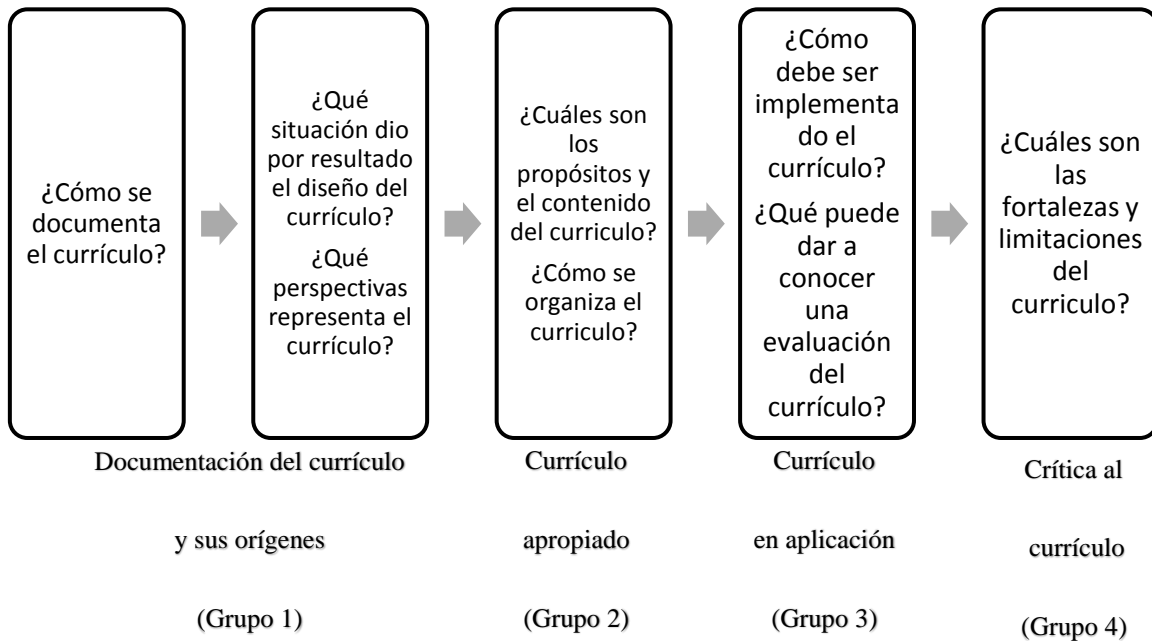 ¿Cómo se
documenta
el currículo?
¿Qué
situación dio
por resultado
el diseño del
currículo?
¿Qué
perspectivas
representa el
currículo?
¿Cuáles son
los
propósitos y
el contenido
del curriculo?
¿Cómo se
organiza el
curriculo?
¿Cómo
debe ser
implementa
do el
currículo?
¿Qué puede
dar a
conocer
una
evaluación
del
currículo?
¿Cuáles son
las
fortalezas y
limitaciones
del
curriculo?
Documentación del currículo
y sus orígenes
(Grupo 1)
Currículo
apropiado
(Grupo 2)
Currículo
en aplicación
(Grupo 3)
Crítica al
currículo
(Grupo 4)